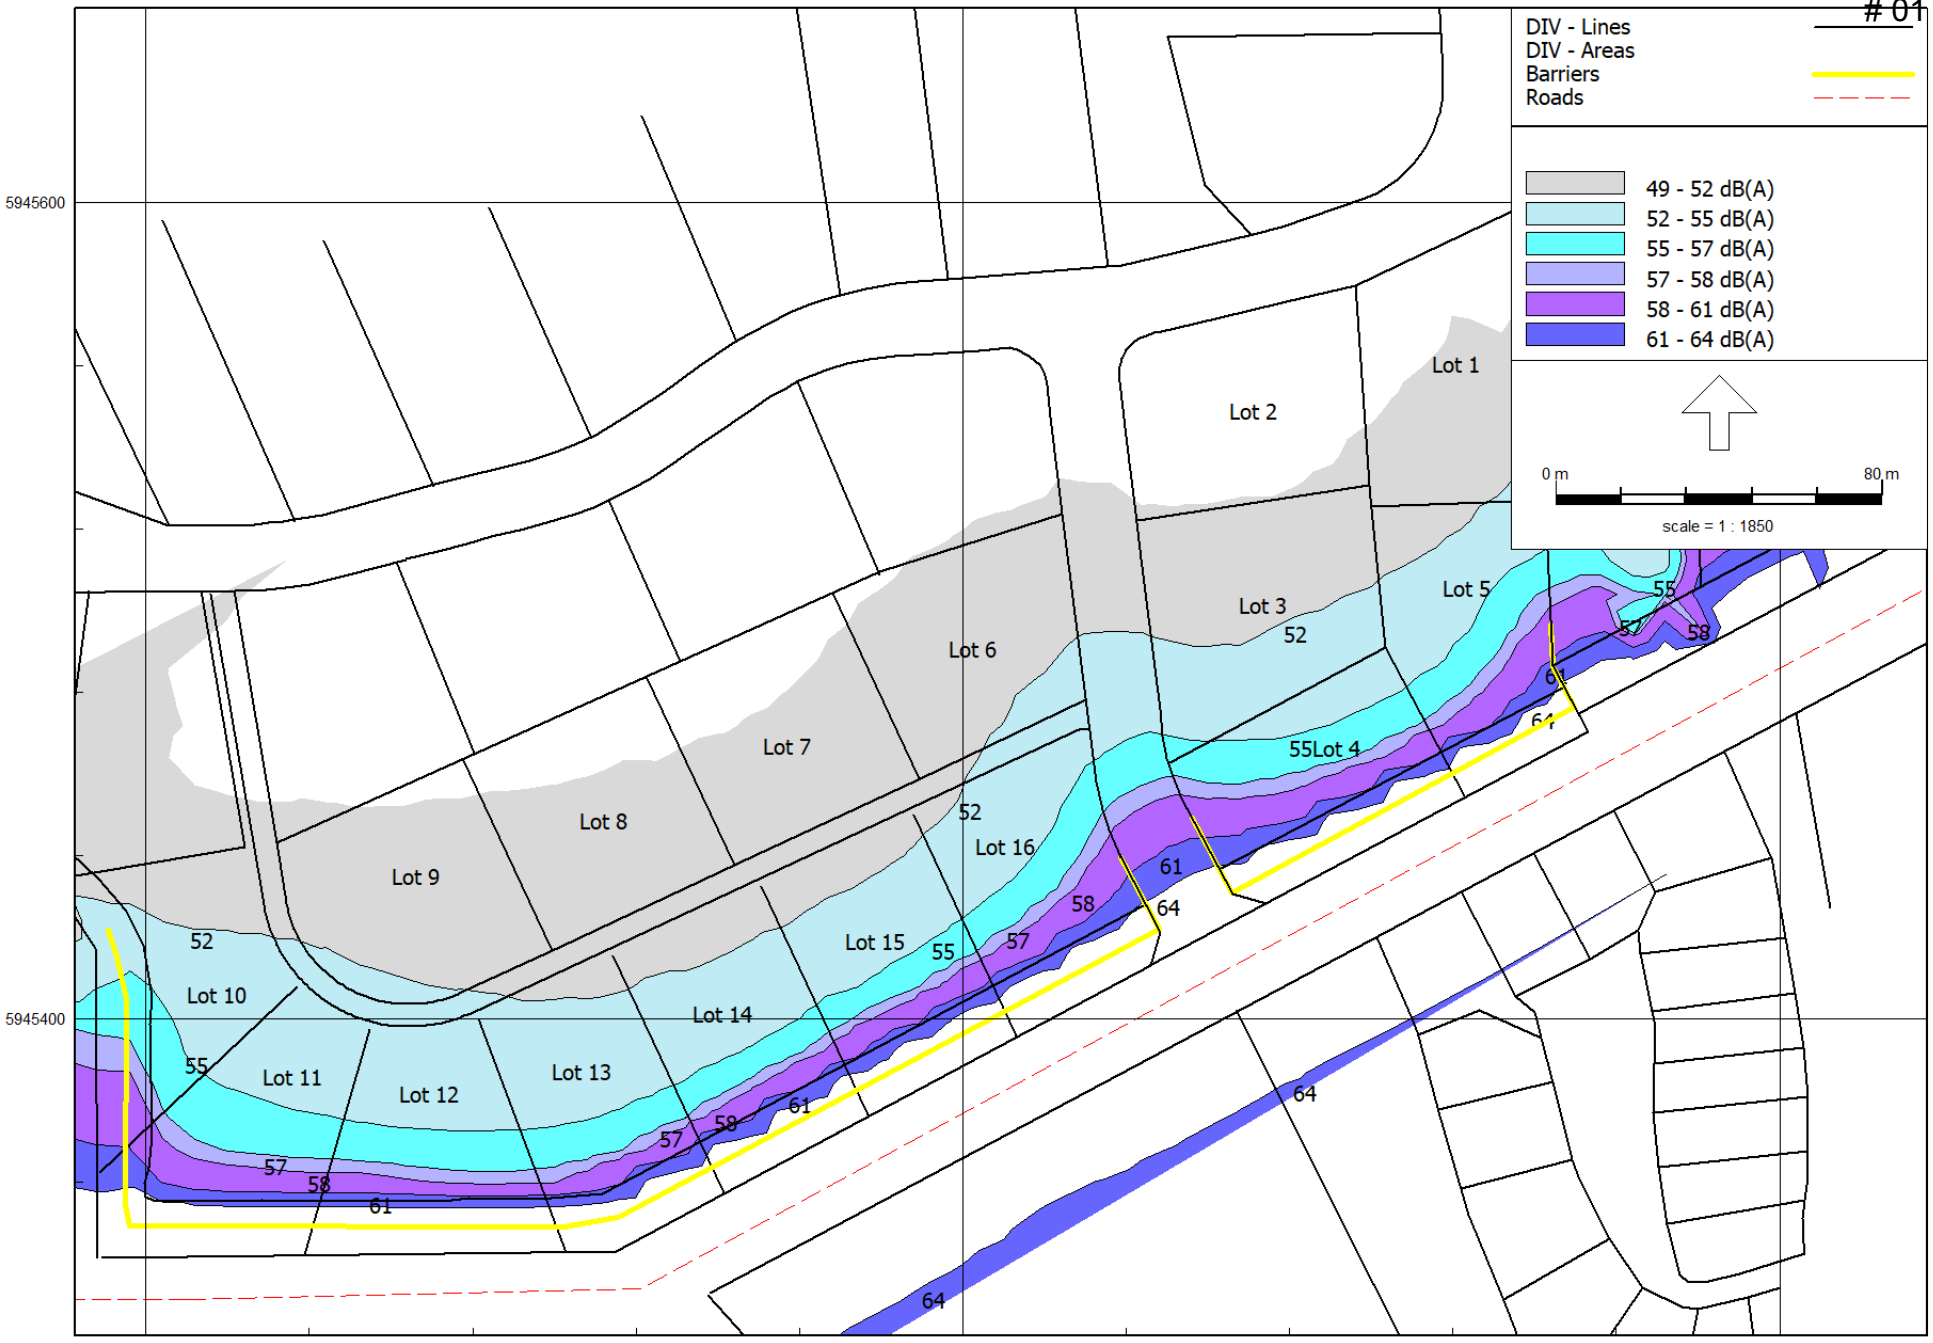 # 01
DIV - Lines
DIV - Areas
Barriers
Roads
49 - 52 dB(A)
52 - 55 dB(A)
55 - 57 dB(A)
57 - 58 dB(A)
58 - 61 dB(A)
61 - 64 dB(A)
0 m 80 m
scale = 1 : 1850
5945600
Lot 1
Lot 2
Lot 5
55
Lot 3
52
57
58
Lot 6
61
64
Lot 7
55Lot 4
52
Lot 8
Lot 16
61
Lot 9
58
64
52
Lot 15
57
55
Lot 10
Lot 14
5945400
55
Lot 11
Lot 13
Lot 12
64
61
58
57
57
58
61
64